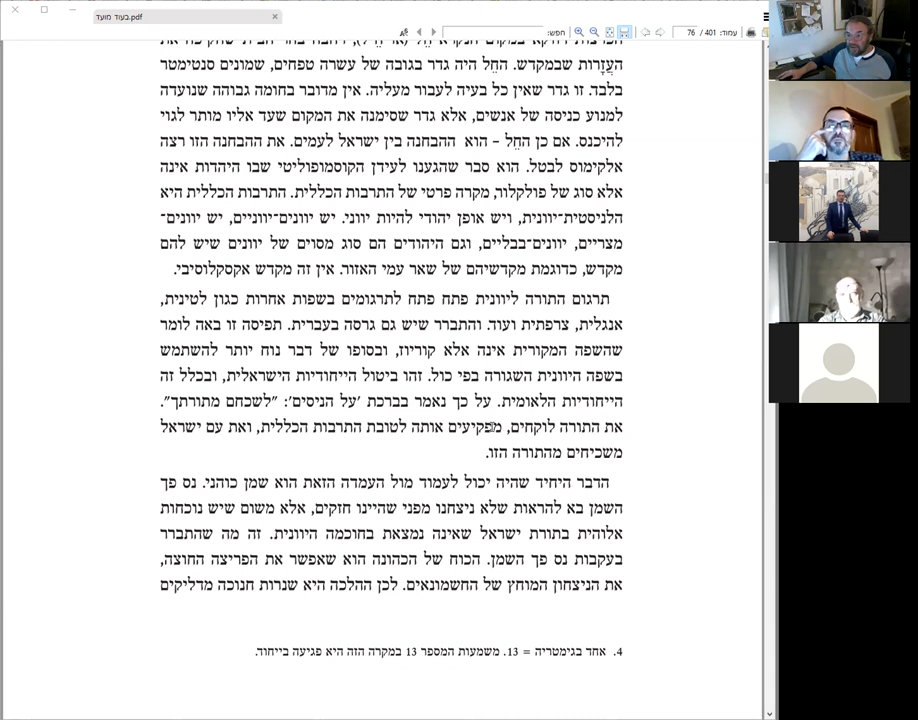 בעוד מועד.pdf
עמוד: 401 / 76
חפש:
העֲזָרות שבמקדש. החֵל היה גדר בגובה של עשרה טפחים, שמונים סנטימטר
בלבד. זו גדר שאין כל בעיה לעבור מעליה. אין מדובר בחומה גבוהה שנועדה
למנוע כניסה של אנשים, אלא גדר שסימנה את המקום שעד אליו מותר לגוי
להיכנס. אם כן החֵל – הוא ההבחנה בין ישראל לעמים. את ההבחנה הזו רצה
אלקימוס לבטל. הוא סבר שהגענו לעידן הקוסמופוליטי שבו היהדות אינה
אלא סוג של פולקלור, מקרה פרטי של התרבות הכללית. התרבות הכללית היא
הלניסטית־יוונית, ויש אופן יהודי להיות יווני. יש יוונים־יווניים, יש יוונים־
מצריים, יוונים־בבליים, וגם היהודים הם סוג מסוים של יוונים שיש להם
מקדש, כדוגמת מקדשיהם של שאר עמי האזור. אין זה מקדש אקסקלוסיבי.
תרגום התורה ליוונית פתח פתח לתרגומים בשפות אחרות כגון לטינית,
אנגלית, צרפתית ועוד. והתברר שיש גם גרסה בעברית. תפיסה זו באה לומר
שהשפה המקורית אינה אלא קוריוז, ובסופו של דבר נוח יותר להשתמש
בשפה היוונית השגורה בפי כול. זהו ביטול הייחודיות הישראלית, ובכלל זה
הייחודיות הלאומית. על כך נאמר בברכת 'על הניסים': "לשכחם מתורתך".
את התורה לוקחים, מפקיעים אותה לטובת התרבות הכללית, ואת עם ישראל
משכיחים מהתורה הזו.
הדבר היחיד שהיה יכול לעמוד מול העמדה הזאת הוא שמן כוהני. נס פך
השמן בא להראות שלא ניצחנו מפני שהיינו חזקים, אלא משום שיש נוכחות
אלוהית בתורת ישראל שאינה נמצאת בחוכמה היוונית. זה מה שהתברר
בעקבות נס פך השמן. הכוח של הכהונה הוא שאפשר את הפריצה החוצה,
את הניצחון המוחץ של החשמונאים. לכן ההלכה היא שנרות חנוכה מדליקים
4. אחד בגימטריה = 13. משמעות המספר 13 במקרה הזה היא פגיעה בייחוד.